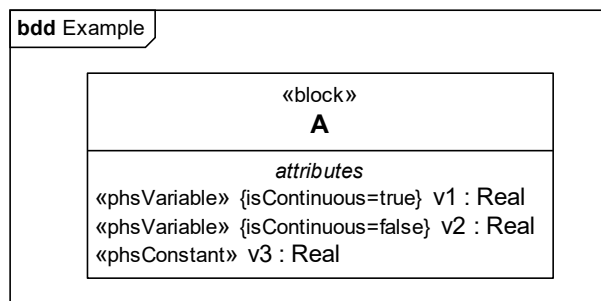 bdd Example
«block»
A
attributes
«phsVariable» {isContinuous=true} v1 : Real
«phsVariable» {isContinuous=false} v2 : Real
«phsConstant» v3 : Real